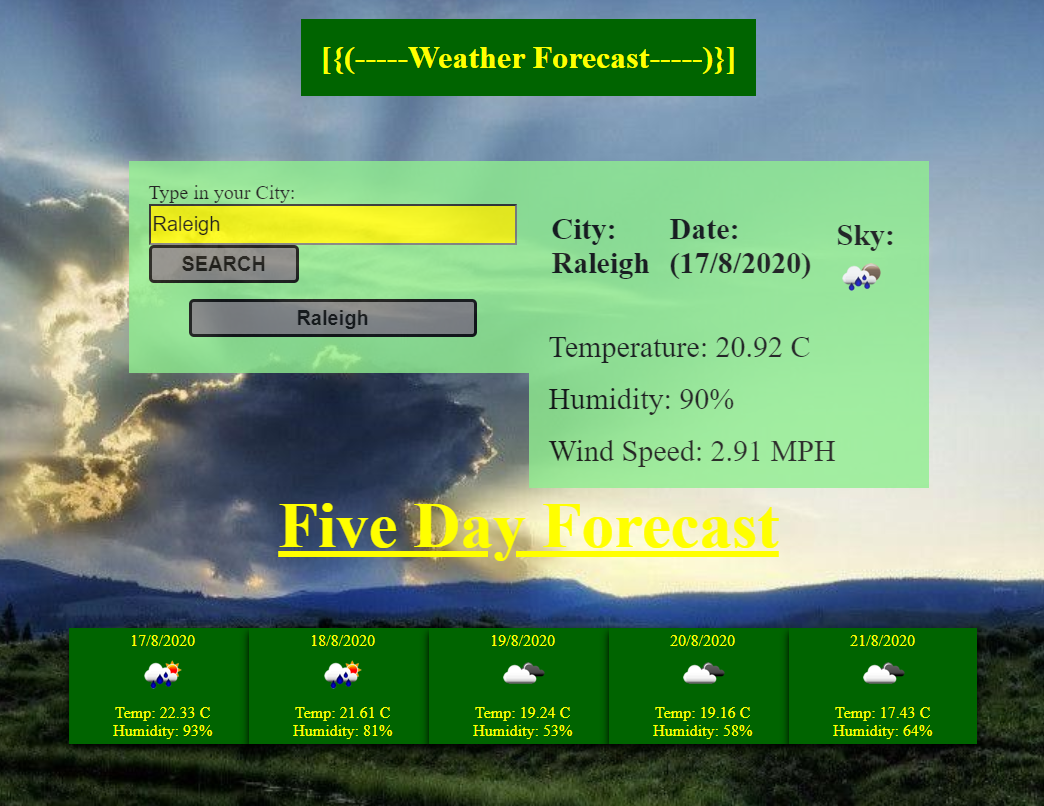 [{(-----Weather Forecast-----)}]
Type in your City:
Raleigh
SEARCH
Raleigh
City:
Raleigh
Date:
(17/8/2020)
Sky:
Temperature: 20.92 C
Humidity: 90%
Wind Speed: 2.91 MPH
Five Day Forecast
17/8/2020
Temp: 22.33 C
Humidity: 93%
18/8/2020
Temp: 21.61 C
Humidity: 81%
19/8/2020
Temp: 19.24 C
Humidity: 53%
20/8/2020
Temp: 19.16 C
Humidity: 58%
21/8/2020
Temp: 17.43 C
Humidity: 64%